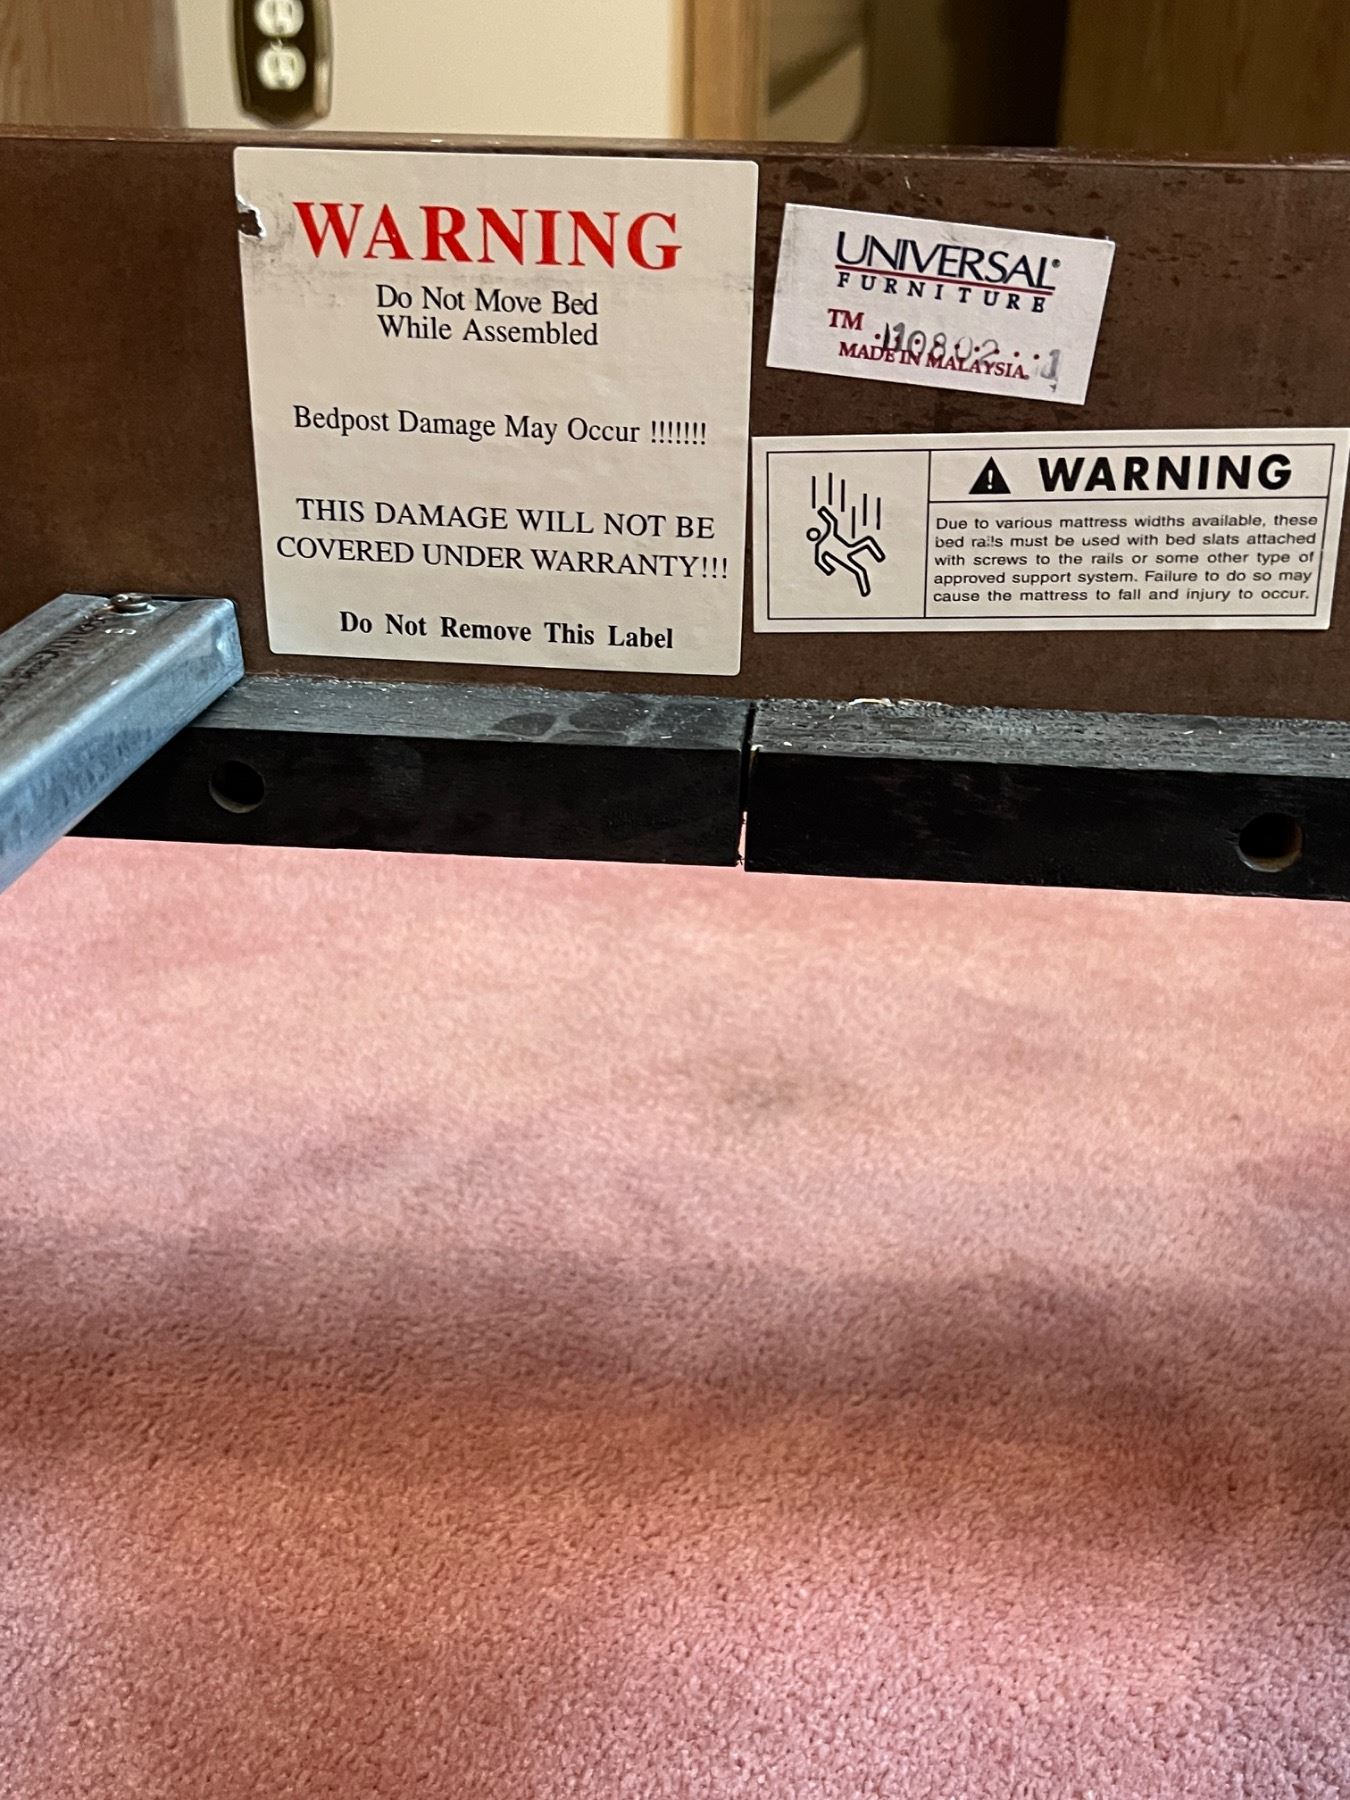 WARNING
Do Not Move Bed
While Assembled
Bedpost Damage May Occur !!!!!!!
THIS DAMAGE WILL NOT BE
COVERED UNDER WARRANTY!!!
Do Not Remove This Label
UNIVERSAL®
FURNITURE
TM
MADE IN MALAYSIA.
WARNING
Due to various mattress widths available, these
bed rails must be used with bed slats attached
with screws to the rails or some other type of
approved support system. Failure to do so may
cause the mattress to fall and injury to occur.